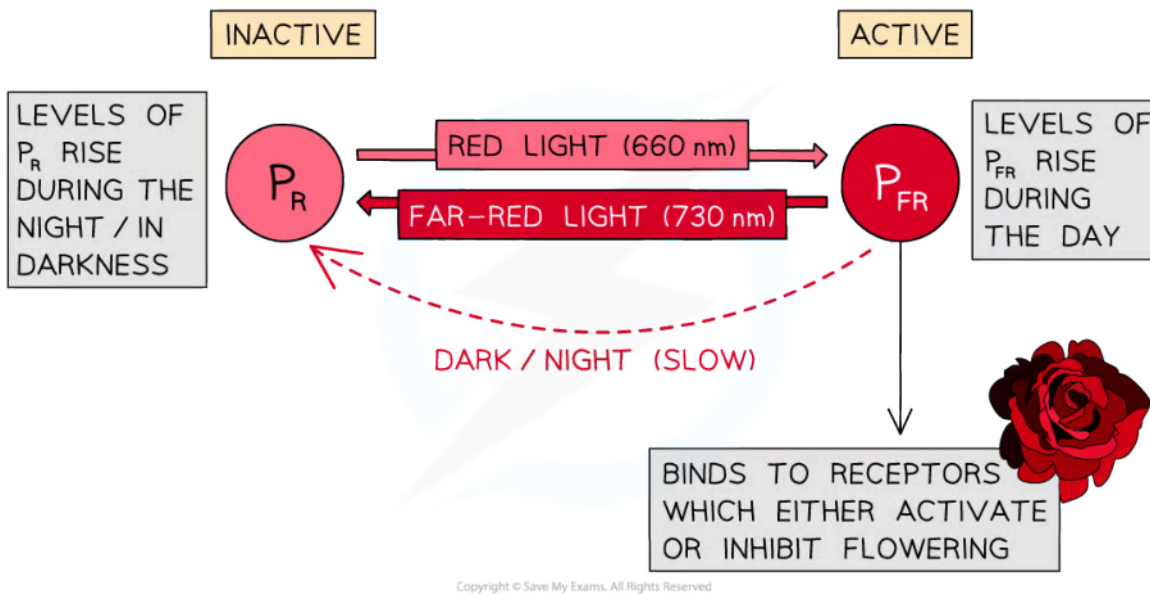 INACTIVE
ACTIVE
LEVELS OF
PR RISE
DURING THE
NIGHT / IN
DARKNESS
PR
RED LIGHT (660 nm)
FAR-RED LIGHT (730 nm)
PFR
LEVELS OF
PFR RISE
DURING
THE DAY
DARK / NIGHT (SLOW)
BINDS TO RECEPTORS
WHICH EITHER ACTIVATE
OR INHIBIT FLOWERING
Copyright © Save My Exams. All Rights Reserved